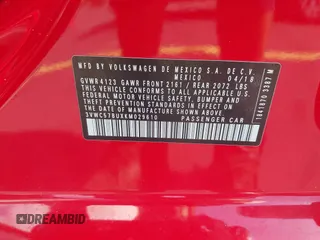 MFD BY VOLKSWAGEN DE MEXICO S.A. DE C.V.
MEXICO 04/18
GVWR 4123 GAWR FRONT 2161 / REAR 2072 LBS
THIS VEHICLE CONFORMS TO ALL APPLICABLE
FEDERAL MOTOR VEHICLE SAFETY, BUMPER AND
THEFT PREVENTION STANDARDS IN EFFECT ON
THE DATE OF MANUFACTURE SHOWN ABOVE.
3VWC57BUXKM029610
PASSENGER CAR
DREAMBID